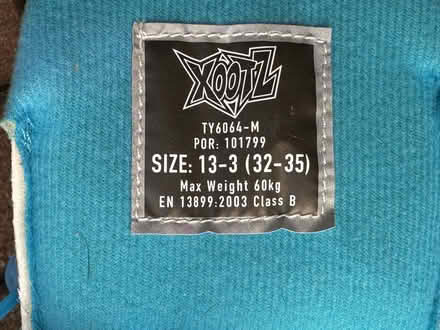 XOOTZ
TY6064-M
POR: 101799
SIZE: 13-3 (32-35)
Max Weight 60kg
EN 13899:2003 Class B